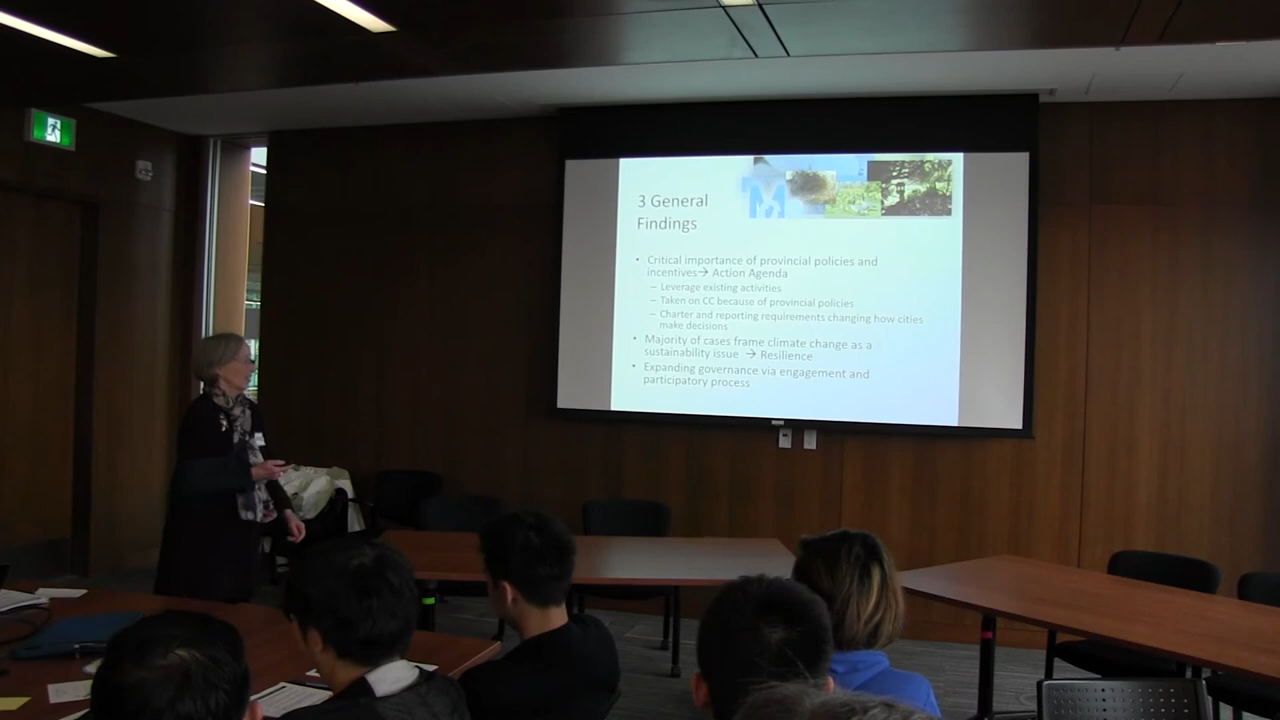 3 General
Findings
• Critical importance of provincial policies and
incentives→ Action Agenda
– Leverage existing activities
– Taken on CC because of provincial policies
– Charter and reporting requirements changing how cities
make decisions
• Majority of cases frame climate change as a
sustainability issue → Resilience
• Expanding governance via engagement and
participatory process